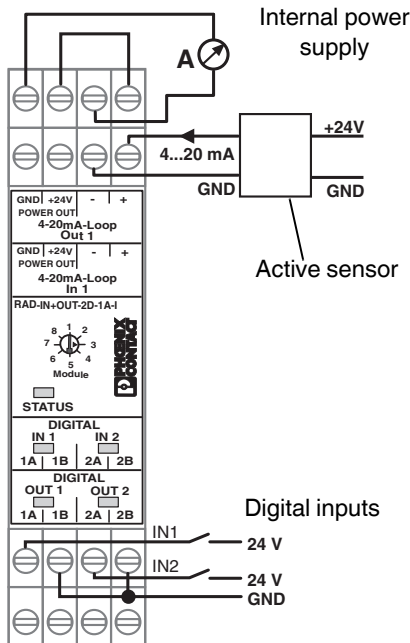 Internal power
supply
A
+24V
4...20 mA
GND
GND
Active sensor
GND +24V - +
POWER OUT
4-20mA-Loop
Out 1
GND +24V - +
POWER OUT
4-20mA-Loop
In 1
RAD-IN+OUT-2D-1A-I
8 1 2
7 3
6 5 4
Module
PHOENIX
CONTACT
STATUS
DIGITAL
IN 1 IN 2
1A 1B 2A 2B
DIGITAL
OUT 1 OUT 2
1A 1B 2A 2B
Digital inputs
IN1
24 V
IN2
24 V
GND